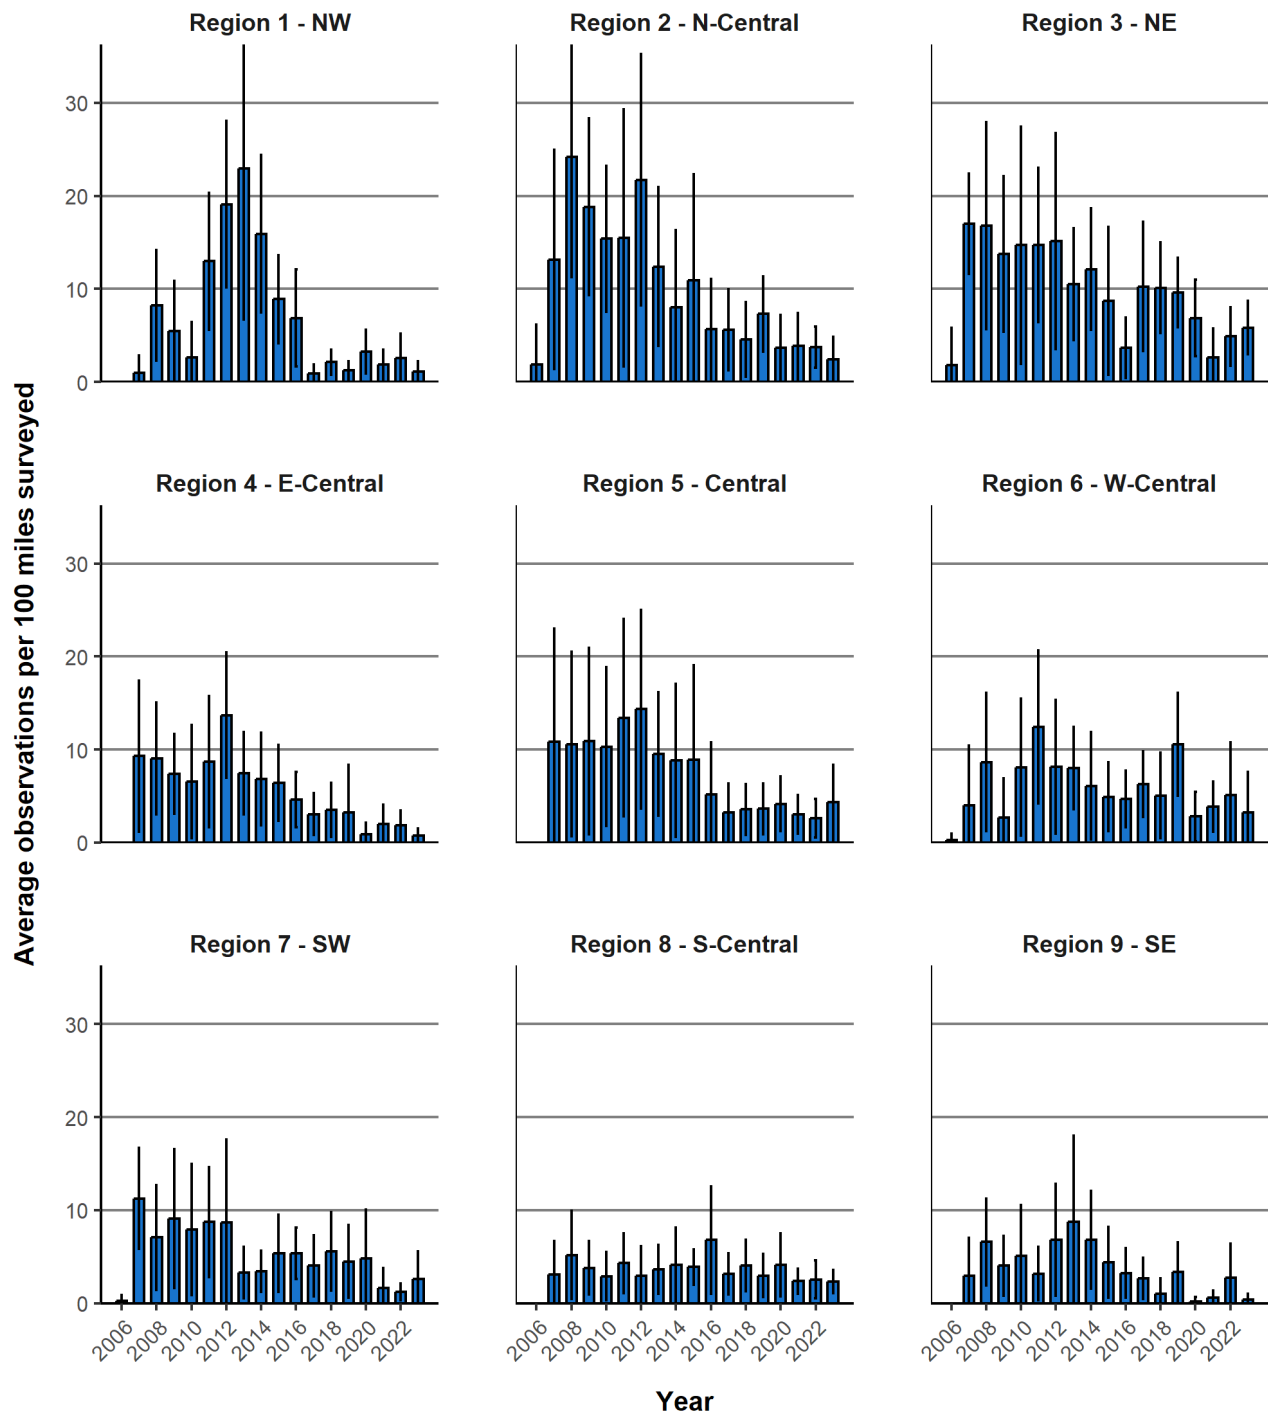 Region 1 - NW
Region 2 - N-Central
Region 3 - NE
30
20
10
0
Region 4 - E-Central
Region 5 - Central
Region 6 - W-Central
30
20
10
0
Average observations per 100 miles surveyed
Region 7 - SW
Region 8 - S-Central
Region 9 - SE
30
20
10
0
2006 2008 2010 2012 2014 2016 2018 2020 2022
2006 2008 2010 2012 2014 2016 2018 2020 2022
2006 2008 2010 2012 2014 2016 2018 2020 2022
Year